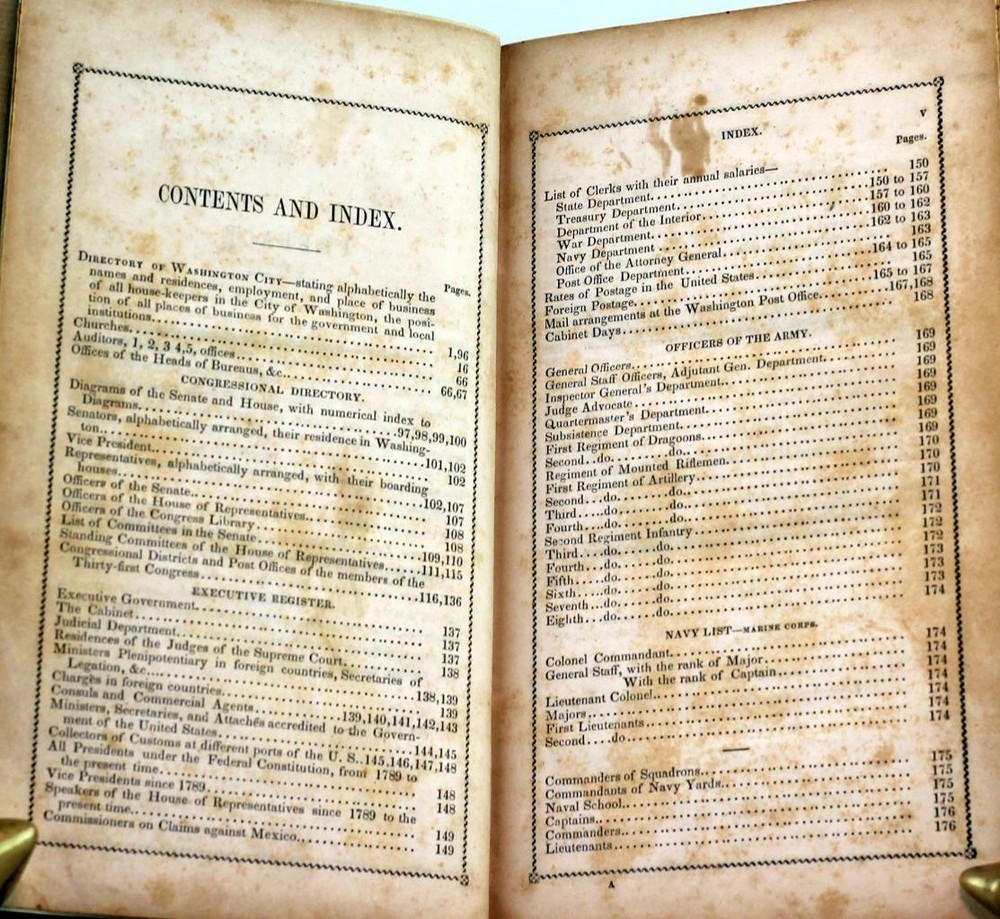 CONTENTS AND INDEX.
Pages.
DIRECTORY OF WASHINGTON CITY—stating alphabetically the
names and residences, employment, and place of business
of all house-keepers in the City of Washington, the posi-
tion of all places of business for the government and local
institutions.......... 1,96
Churches.......... 16
Auditors, 1, 2, 3 4,5, offices.......... 66
Offices of the Heads of Bureaus, &c.......... 66,67
CONGRESSIONAL DIRECTORY.
Diagrams of the Senate and House, with numerical index to
Diagrams..........97,98,99,100
Senators, alphabetically arranged, their residence in Washing-
ton..........101,102
Vice President.......... 102
Representatives, alphabetically arranged, with their boarding
houses..........102,107
Officers of the Senate.......... 107
Officers of the House of Representatives.......... 108
Officers of the Congress Library.......... 108
List of Committees in the Senate..........109,110
Standing Committees of the House of Representatives..........111,115
Congressional Districts and Post Offices of the members of the
Thirty-first Congress..........116,136
EXECUTIVE REGISTER.
Executive Government.......... 137
The Cabinet.......... 137
Judicial Department.......... 137
Residences of the Judges of the Supreme Court.......... 138
Ministers Plenipotentiary in foreign countries, Secretaries of
Legation, &c..........138,139
Chargés in foreign countries.......... 139
Consuls and Commercial Agents..........139,140,141,142,143
Ministers, Secretaries, and Attachés accredited to the Govern-
ment of the United States..........144,145
Collectors of Customs at different ports of the U. S..145,146,147,148
All Presidents under the Federal Constitution, from 1789 to
the present time.......... 148
Vice Presidents since 1789.......... 148
Speakers of the House of Representatives since 1789 to the
present time.......... 149
Commissioners on Claims against Mexico.......... 149
V
INDEX.
Pages.
List of Clerks with their annual salaries—
State Department.......... 150
Treasury Department..........150 to 157
Department of the Interior..........157 to 160
War Department..........160 to 162
Navy Department..........162 to 163
Office of the Attorney General.......... 163
Post Office Department..........164 to 165
Rates of Postage in the United States.......... 165
Foreign Postage..........165 to 167
Mail arrangements at the Washington Post Office..........167,168
Cabinet Days.......... 168
OFFICERS OF THE ARMY.
General Officers.......... 169
General Staff Officers, Adjutant Gen. Department.......... 169
Inspector General's Department.......... 169
Judge Advocate.......... 169
Quartermaster's Department.......... 169
Subsistence Department.......... 169
First Regiment of Dragoons.......... 169
Second...do..........do.......... 169
Regiment of Mounted Riflemen.......... 170
First Regiment of Artillery.......... 170
Second....do.......do.......... 170
Third.....do.......do.......... 171
Fourth....do.......do.......... 171
Second Regiment Infantry.......... 172
Third....do......do.......... 172
Fourth...do......do.......... 172
Fifth....do......do.......... 173
Sixth....do......do.......... 173
Seventh..do......do.......... 173
Eighth...do......do.......... 174
NAVY LIST—MARINE CORPS.
Colonel Commandant.......... 174
General Staff, with the rank of Major.......... 174
With the rank of Captain.......... 174
Lieutenant Colonel.......... 174
Majors.......... 174
First Lieutenants.......... 174
Second....do.......... 174
Commanders of Squadrons.......... 175
Commandants of Navy Yards.......... 175
Naval School.......... 175
Captains.......... 175
Commanders.......... 176
Lieutenants.......... 176
A